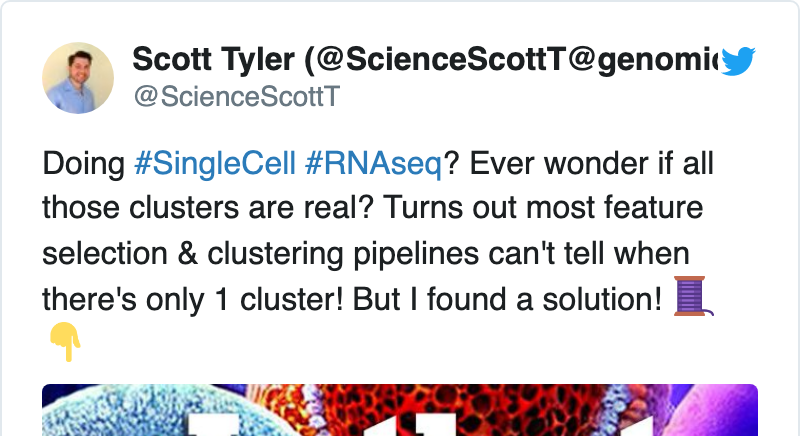 Scott Tyler (@ScienceScottT@genomic
@ScienceScottT
Doing #SingleCell #RNAseq? Ever wonder if all
those clusters are real? Turns out most feature
selection & clustering pipelines can't tell when
there's only 1 cluster! But I found a solution! 🧵
👇